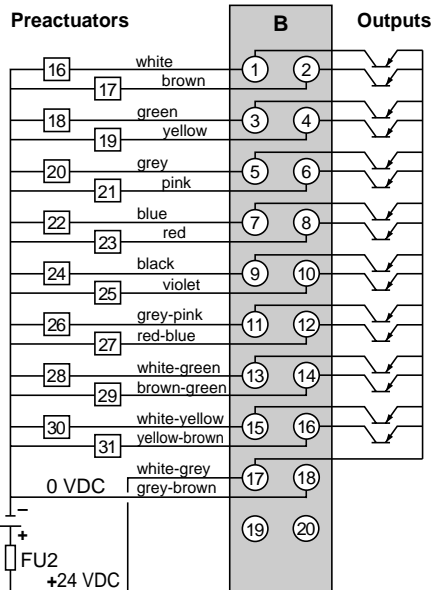 Preactuators B Outputs
16 white 1 2
17 brown
18 green 3 4
19 yellow
20 grey 5 6
21 pink
22 blue 7 8
23 red
24 black 9 10
25 violet
26 grey-pink 11 12
27 red-blue
28 white-green 13 14
29 brown-green
30 white-yellow 15 16
31 yellow-brown
white-grey 17 18
0 VDC grey-brown
19 20
–
+
FU2
+24 VDC